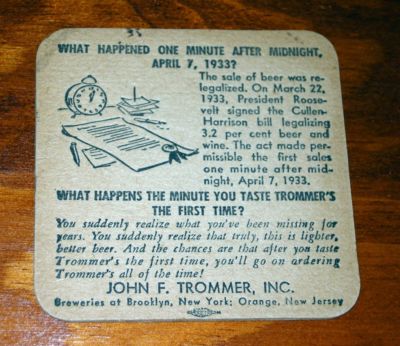 WHAT HAPPENED ONE MINUTE AFTER MIDNIGHT,
APRIL 7, 1933?
The sale of beer was re-
legalized. On March 22,
1933, President Roose-
velt signed the Cullen-
Harrison bill legalizing
3.2 per cent beer and
wine. The act made per-
missible the first sales
one minute after mid-
night, April 7, 1933.
WHAT HAPPENS THE MINUTE YOU TASTE TROMMER'S
THE FIRST TIME?
You suddenly realize what you've been missing for
years. You suddenly realize that truly, this is lighter,
better beer. And the chances are that after you taste
Trommer's the first time, you'll go on ordering
Trommer's all of the time!
JOHN F. TROMMER, INC.
Breweries at Brooklyn, New York; Orange, New Jersey